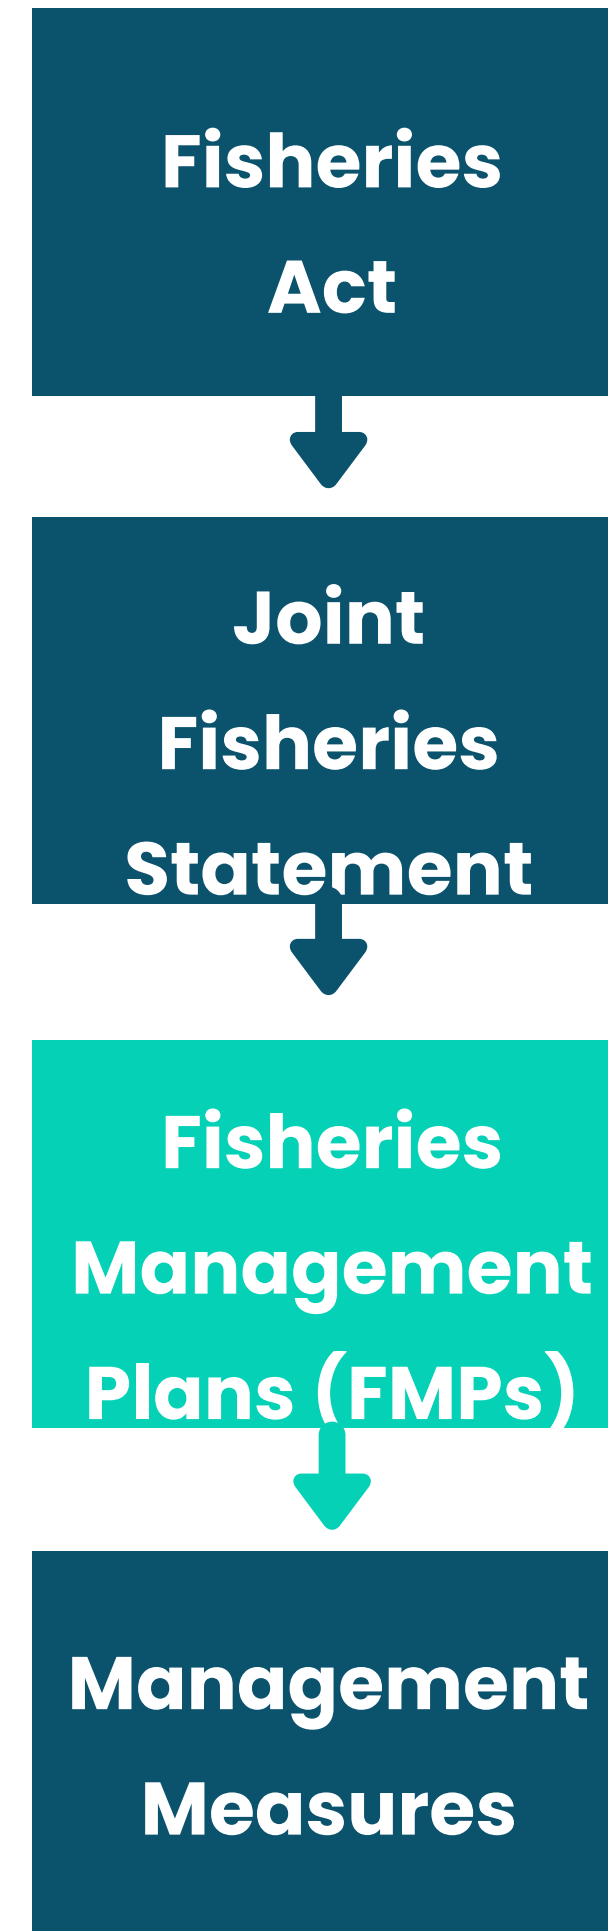 Fisheries
Act
Joint
Fisheries
Statement
Fisheries
Management
Plans (FMPs)
Management
Measures